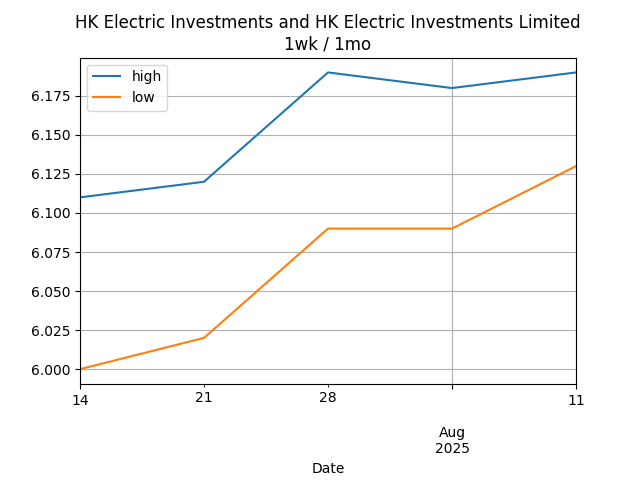 HK Electric Investments and HK Electric Investments Limited
1wk / 1mo
high
low
6.175
6.150
6.125
6.100
6.075
6.050
6.025
6.000
14
21
28
11
Aug
2025
Date